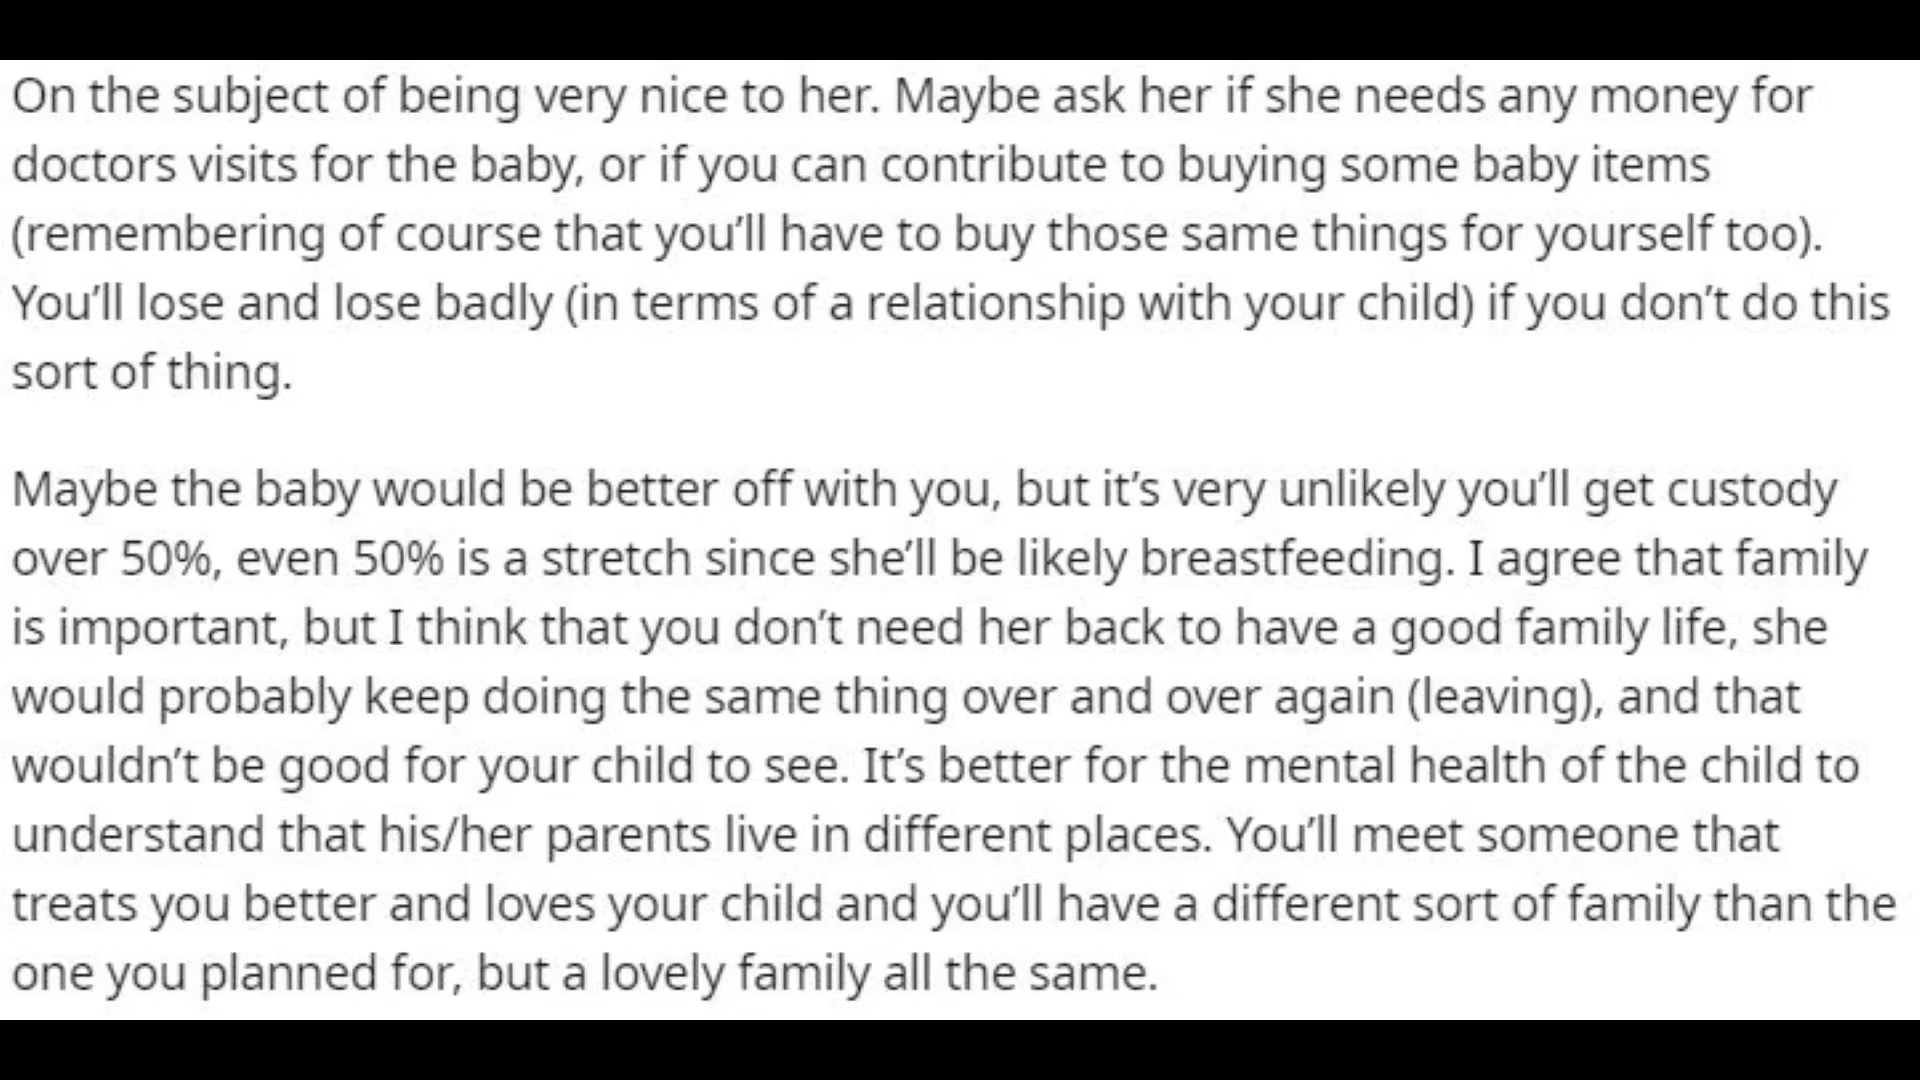 On the subject of being very nice to her. Maybe ask her if she needs any money for
doctors visits for the baby, or if you can contribute to buying some baby items
(remembering of course that you’ll have to buy those same things for yourself too).
You’ll lose and lose badly (in terms of a relationship with your child) if you don’t do this
sort of thing.
Maybe the baby would be better off with you, but it’s very unlikely you’ll get custody
over 50%, even 50% is a stretch since she’ll be likely breastfeeding. I agree that family
is important, but I think that you don’t need her back to have a good family life, she
would probably keep doing the same thing over and over again (leaving), and that
wouldn’t be good for your child to see. It’s better for the mental health of the child to
understand that his/her parents live in different places. You’ll meet someone that
treats you better and loves your child and you’ll have a different sort of family than the
one you planned for, but a lovely family all the same.